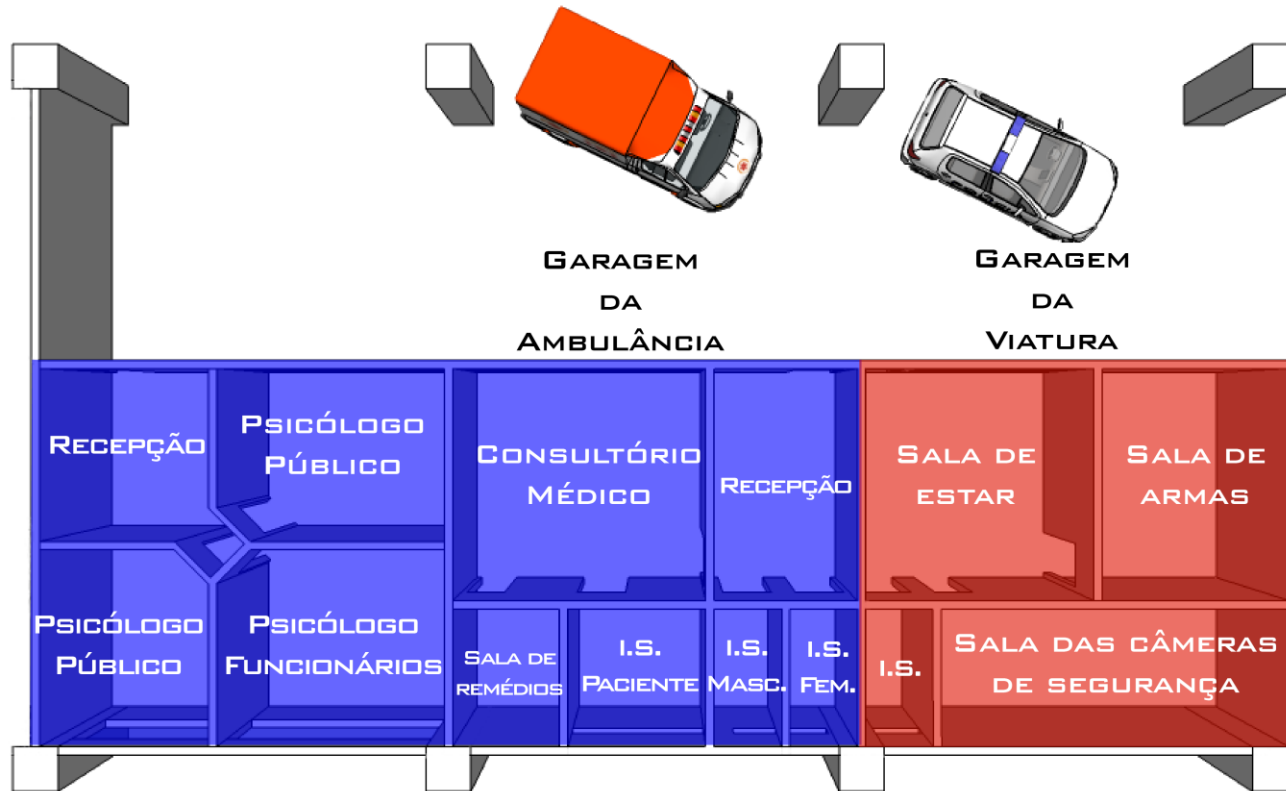 Garagem
da
Ambulância
Garagem
da
Viatura
Recepção
Psicólogo
Público
Consultório
Médico
Recepção
Sala de
estar
Sala de
armas
Psicólogo
Público
Psicólogo
Funcionários
Sala de
remédios
I.S.
Paciente
I.S.
Masc.
I.S.
Fem.
I.S.
Sala das câmeras
de segurança